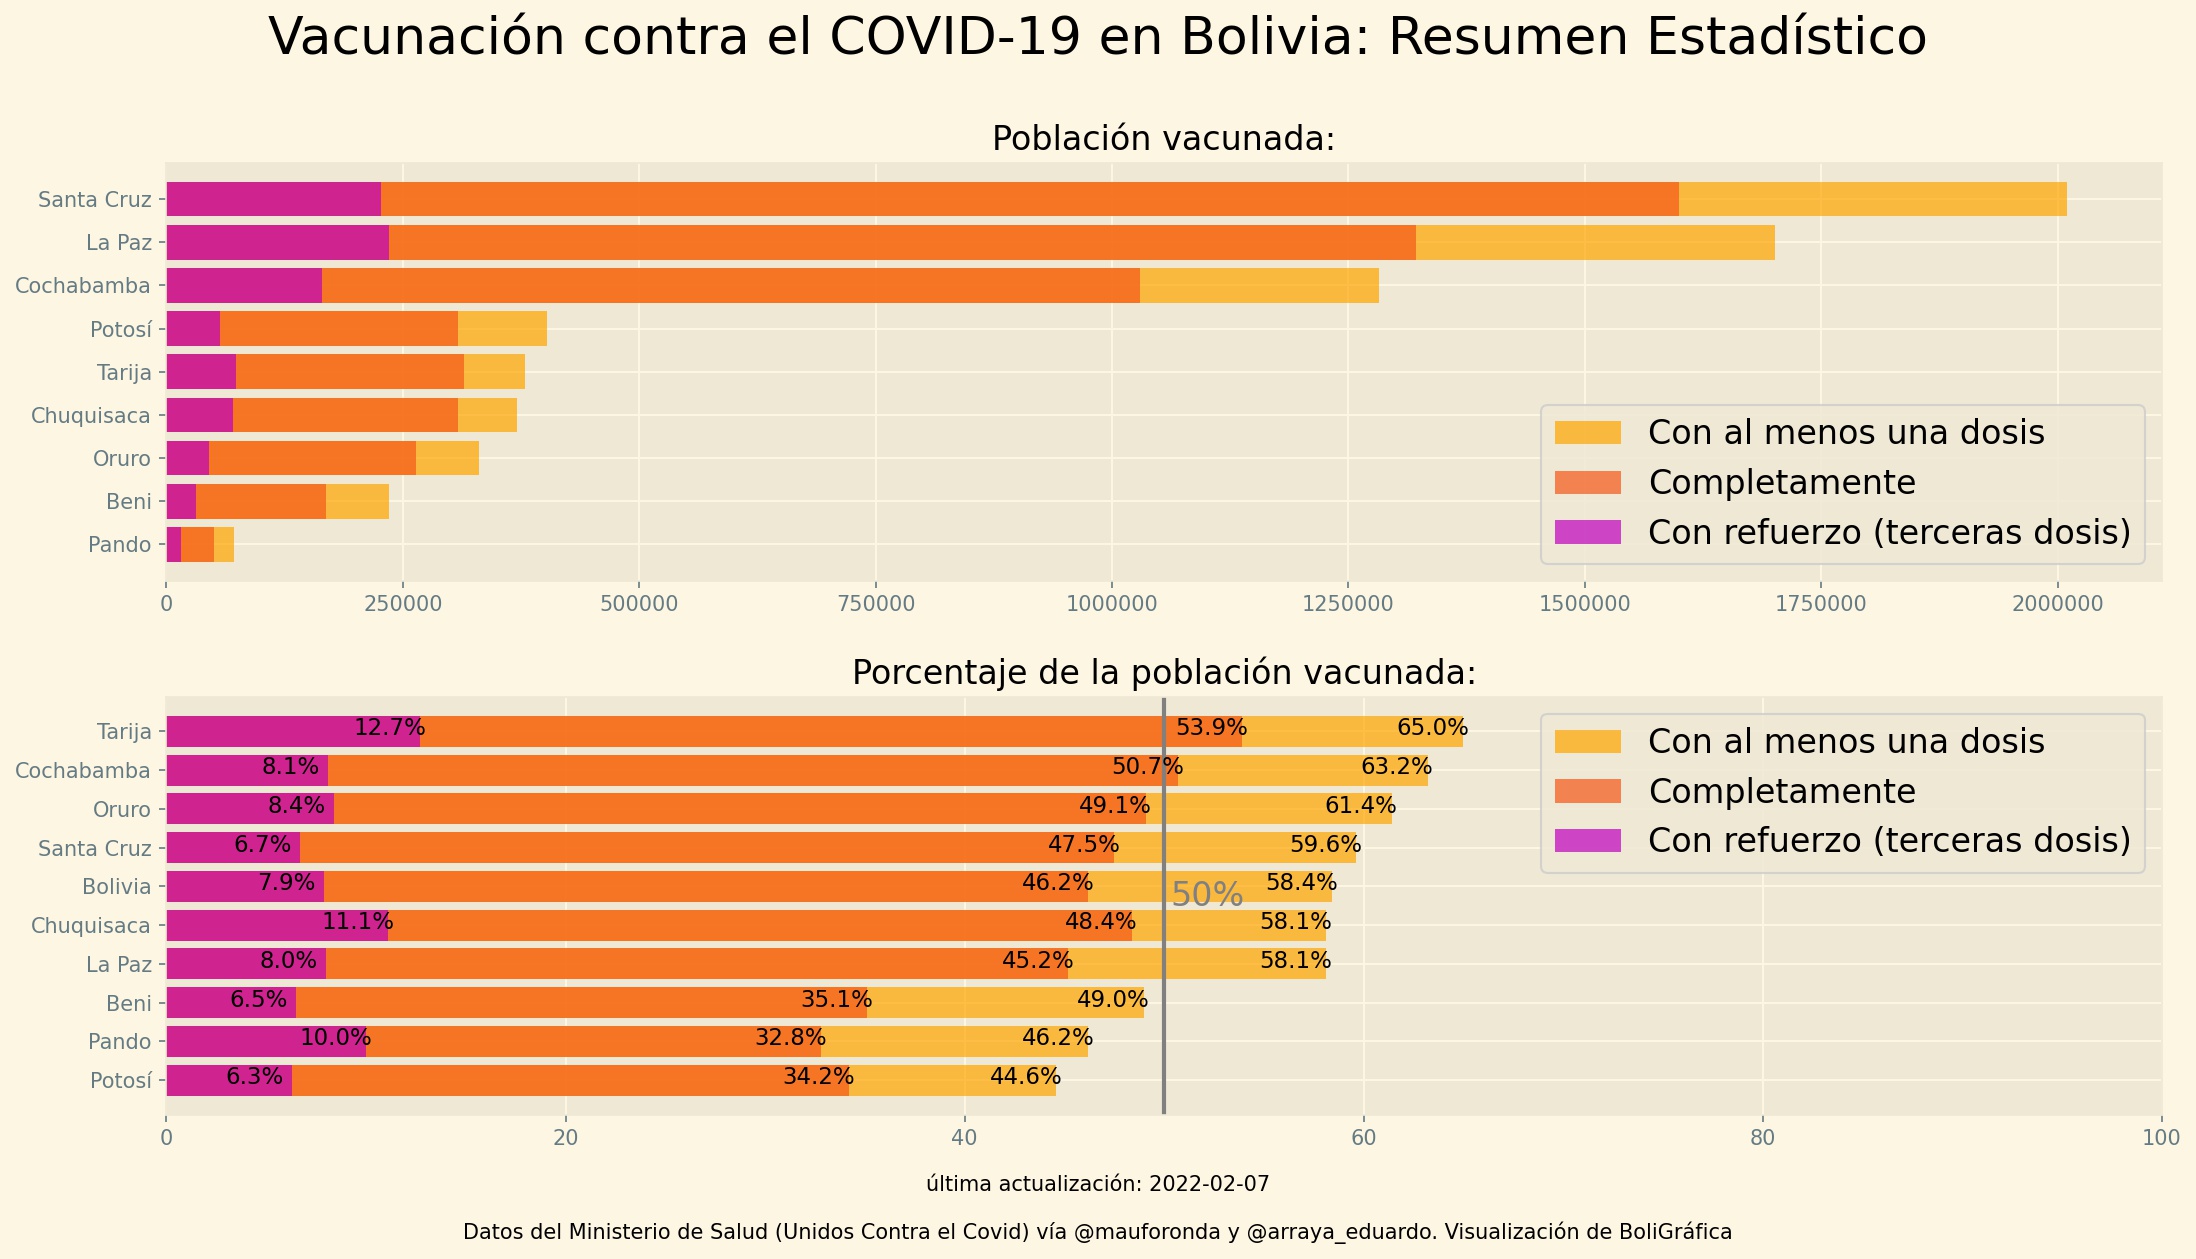 Vacunación contra el COVID-19 en Bolivia: Resumen Estadístico
Población vacunada:
Santa Cruz
La Paz
Cochabamba
Potosí
Tarija
Chuquisaca
Oruro
Beni
Pando
Con al menos una dosis
Completamente
Con refuerzo (terceras dosis)
0 250000 500000 750000 1000000 1250000 1500000 1750000 2000000
Porcentaje de la población vacunada:
Tarija 12.7% 53.9% 65.0%
Cochabamba 8.1% 50.7% 63.2%
Oruro 8.4% 49.1% 61.4%
Santa Cruz 6.7% 47.5% 59.6%
Bolivia 7.9% 46.2% 58.4%
50%
Chuquisaca 11.1% 48.4% 58.1%
La Paz 8.0% 45.2% 58.1%
Beni 6.5% 35.1% 49.0%
Pando 10.0% 32.8% 46.2%
Potosí 6.3% 34.2% 44.6%
Con al menos una dosis
Completamente
Con refuerzo (terceras dosis)
0 20 40 60 80 100
última actualización: 2022-02-07
Datos del Ministerio de Salud (Unidos Contra el Covid) vía @mauforonda y @arraya_eduardo. Visualización de BoliGráfica